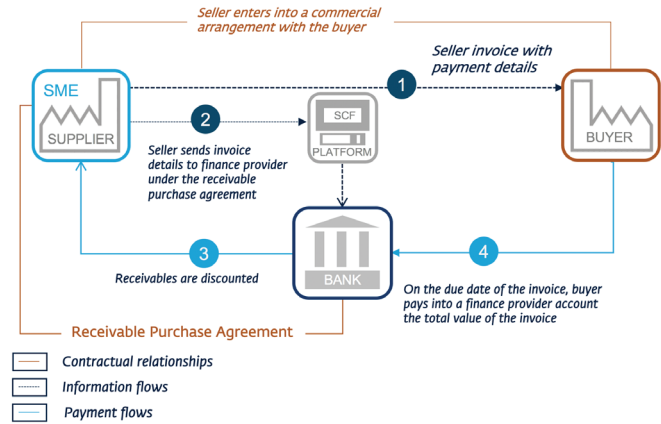 Seller enters into a commercial
arrangement with the buyer
Seller invoice with
payment details
1
SME
SUPPLIER
2
SCF
PLATFORM
BUYER
Seller sends invoice
details to finance provider
under the receivable
purchase agreement
3
Receivables are discounted
BANK
4
On the due date of the invoice, buyer
pays into a finance provider account
the total value of the invoice
Receivable Purchase Agreement
Contractual relationships
Information flows
Payment flows